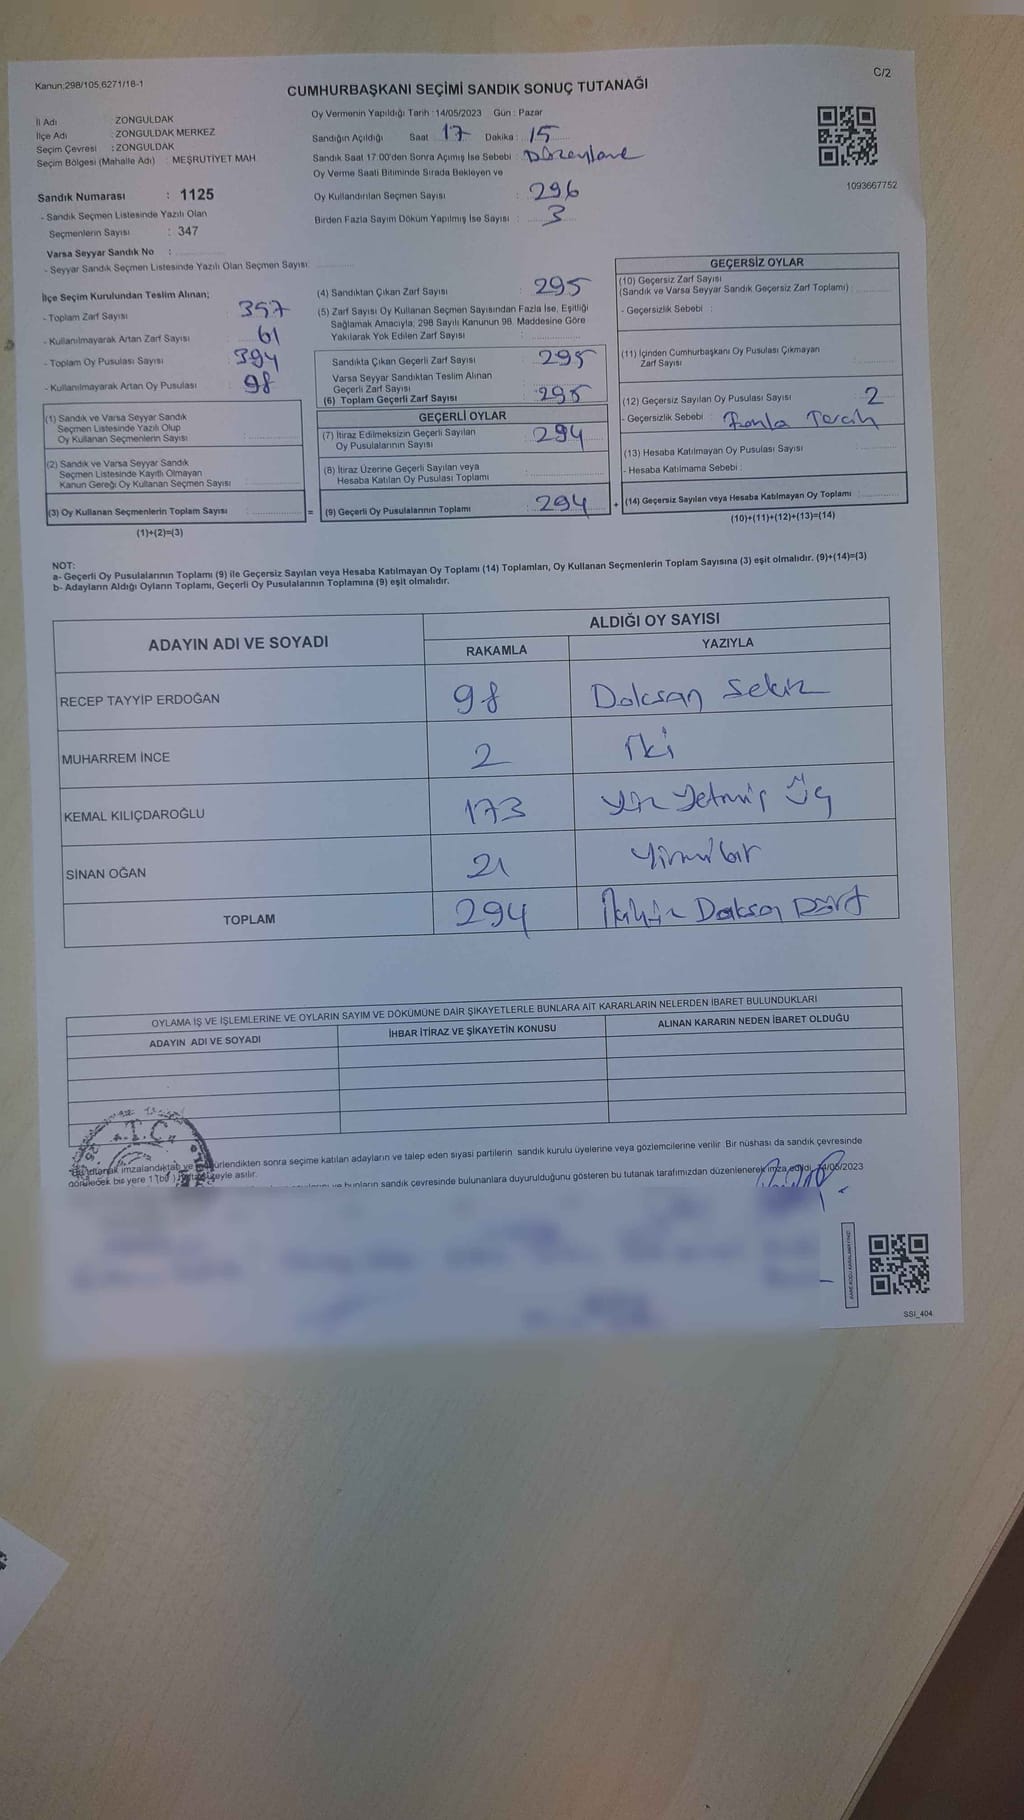 Kanun;298/105,6271/18-1
C/2
CUMHURBAŞKANI SEÇİMİ SANDIK SONUÇ TUTANAĞI
İl Adı ZONGULDAK
İlçe Adı : ZONGULDAK MERKEZ
Seçim Çevresi : ZONGULDAK
Seçim Bölgesi (Mahalle Adı) : MEŞRUTİYET MAH
Sandık Numarası : 1125
- Sandık Seçmen Listesinde Yazılı Olan
Seçmenlerin Sayısı : 347
Varsa Seyyar Sandık No :
- Seyyar Sandık Seçmen Listesinde Yazılı Olan Seçmen Sayısı:
Oy Vermenin Yapıldığı Tarih : 14/05/2023 Gün : Pazar
Sandığın Açıldığı Saat : 17 Dakika : 15
Sandık Saat 17.00'den Sonra Açımış İse Sebebi : Düzenleme
Oy Verme Saati Bitiminde Sırada Bekleyen ve
Oy Kullandırılan Seçmen Sayısı : 296
Birden Fazla Sayım Döküm Yapılmış İse Sayısı : 3
1093667752
İlçe Seçim Kurulundan Teslim Alınan;
- Toplam Zarf Sayısı : 357
- Kullanılmayarak Artan Zarf Sayısı : 61
- Toplam Oy Pusulası Sayısı : 394
- Kullanılmayarak Artan Oy Pusulası : 98
(1) Sandık ve Varsa Seyyar Sandık
Seçmen Listesinde Yazılı Olup
Oy Kullanan Seçmenlerin Sayısı :
(2) Sandık ve Varsa Seyyar Sandık
Seçmen Listesinde Kayıtlı Olmayan
Kanun Gereği Oy Kullanan Seçmen Sayısı :
(3) Oy Kullanan Seçmenlerin Toplam Sayısı :
(1)+(2)=(3)
(4) Sandıktan Çıkan Zarf Sayısı : 295
(5) Zarf Sayısı Oy Kullanan Seçmen Sayısından Fazla İse, Eşitliği
Sağlamak Amacıyla; 298 Sayılı Kanunun 98. Maddesine Göre
Yakılarak Yok Edilen Zarf Sayısı :
Sandıkta Çıkan Geçerli Zarf Sayısı : 295
Varsa Seyyar Sandıktan Teslim Alınan
Geçerli Zarf Sayısı
(6) Toplam Geçerli Zarf Sayısı : 295
GEÇERLİ OYLAR
(7) İtiraz Edilmeksizin Geçerli Sayılan
Oy Pusulalarının Sayısı : 294
(8) İtiraz Üzerine Geçerli Sayılan veya
Hesaba Katılan Oy Pusulası Toplamı
= (9) Geçerli Oy Pusulalarının Toplamı : 294
GEÇERSİZ OYLAR
(10) Geçersiz Zarf Sayısı
(Sandık ve Varsa Seyyar Sandık Geçersiz Zarf Toplamı) :
- Geçersizlik Sebebi :
(11) İçinden Cumhurbaşkanı Oy Pusulası Çıkmayan
Zarf Sayısı :
(12) Geçersiz Sayılan Oy Pusulası Sayısı : 2
- Geçersizlik Sebebi : Fazla Tercih
(13) Hesaba Katılmayan Oy Pusulası Sayısı :
- Hesaba Katılmama Sebebi :
+ (14) Geçersiz Sayılan veya Hesaba Katılmayan Oy Toplamı :
(10)+(11)+(12)+(13)=(14)
NOT:
a- Geçerli Oy Pusulalarının Toplamı (9) ile Geçersiz Sayılan veya Hesaba Katılmayan Oy Toplamı (14) Toplamları, Oy Kullanan Seçmenlerin Toplam Sayısına (3) eşit olmalıdır. (9)+(14)=(3)
b- Adayların Aldığı Oyların Toplamı, Geçerli Oy Pusulalarının Toplamına (9) eşit olmalıdır.
ADAYIN ADI VE SOYADI
ALDIĞI OY SAYISI
RAKAMLA YAZIYLA
RECEP TAYYİP ERDOĞAN 98 Doksan Sekiz
MUHARREM İNCE 2 İki
KEMAL KILIÇDAROĞLU 173 Yüz Yetmiş Üç
SİNAN OĞAN 21 Yirmi bir
TOPLAM 294 İkiyüz Doksan Dört
OYLAMA İŞ VE İŞLEMLERİNE VE OYLARIN SAYIM VE DÖKÜMÜNE DAİR ŞİKAYETLERLE BUNLARA AİT KARARLARIN NELERDEN İBARET BULUNDUKLARI
ADAYIN ADI VE SOYADI İHBAR İTİRAZ VE ŞİKAYETİN KONUSU ALINAN KARARIN NEDEN İBARET OLDUĞU
T.C.
tutanak imzalandıktan ve mühürlendikten sonra seçime katılan adayların ve talep eden siyasi partilerin sandık kurulu üyelerine veya gözlemcilerine verilir. Bir nüshası da sandık çevresinde
görülecek bir yere 1 (bir) hafta süreyle asılır.
ve bunların sandık çevresinde bulunanlara duyurulduğunu gösteren bu tutanak tarafımızdan düzenlenerek imza edildi. 14/05/2023
SSI_404